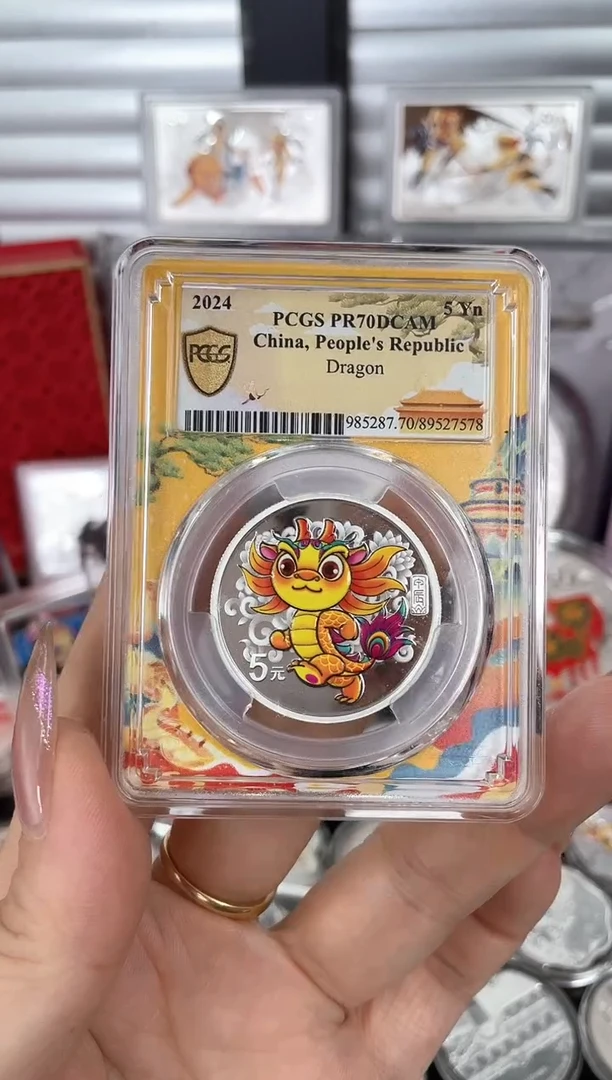 2024
5 Yn
PCGS PR70DCAM
China, People's Republic
Dragon
PCGS
985287.70/89527578
5元